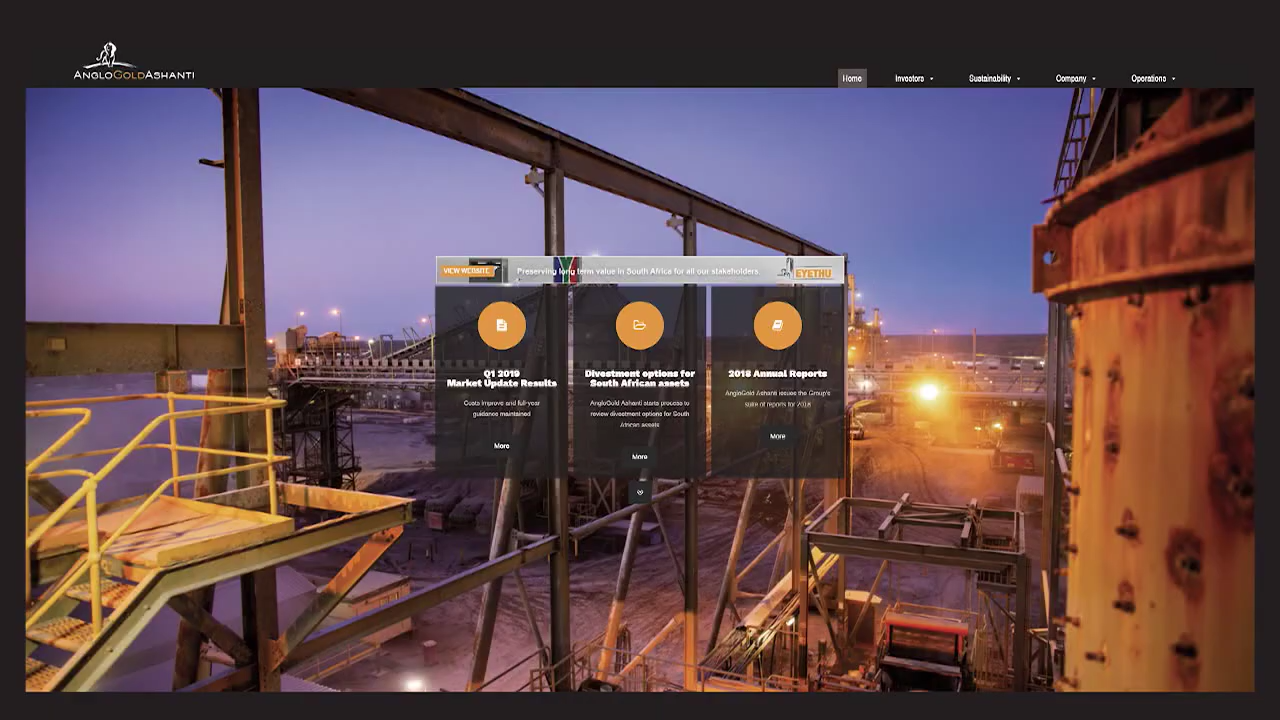 ANGLOGOLDASHANTI
Home
Investors
Sustainability
Company
Operations
VIEW WEBSITE
Preserving long term value in South Africa for all our stakeholders.
EYETHU
Q1 2019
Market Update Results
Costs improve and full-year
guidance maintained
More
Divestment options for
South African assets
AngloGold Ashanti starts process to
review divestment options for South
African assets
More
2018 Annual Reports
AngloGold Ashanti issues the Group's
suite of reports for 2018
More